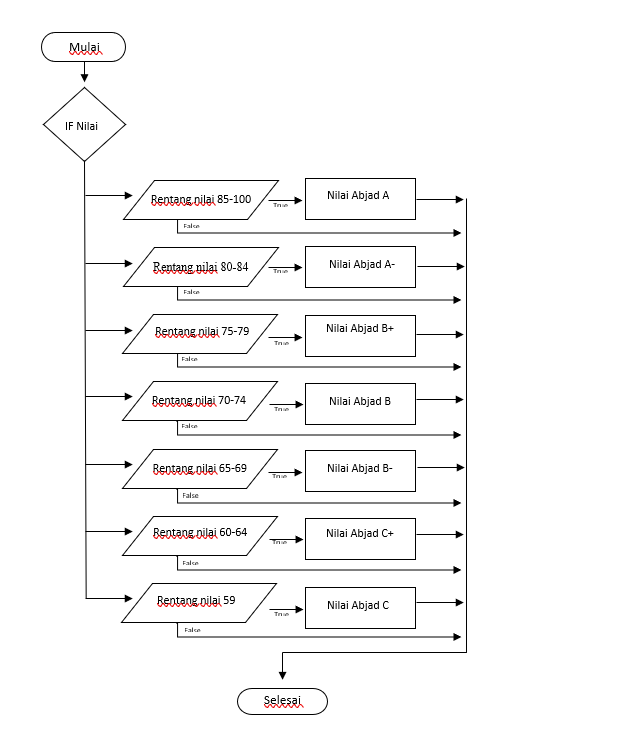 Mulai
IF Nilai
Rentang nilai 85-100
True
Nilai Abjad A
False
Rentang nilai 80-84
True
Nilai Abjad A-
False
Rentang nilai 75-79
True
Nilai Abjad B+
False
Rentang nilai 70-74
True
Nilai Abjad B
False
Rentang nilai 65-69
True
Nilai Abjad B-
False
Rentang nilai 60-64
True
Nilai Abjad C+
False
Rentang nilai 59
True
Nilai Abjad C
False
Selesai